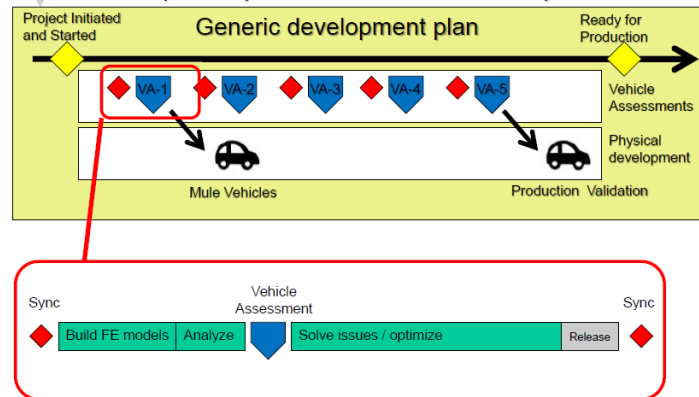 Project Initiated
and Started
Generic development plan
Ready for
Production
VA-1
VA-2
VA-3
VA-4
VA-5
Vehicle
Assessments
Physical
development
Mule Vehicles
Production Validation
Sync
Vehicle
Assessment
Sync
Build FE models
Analyze
Solve issues / optimize
Release